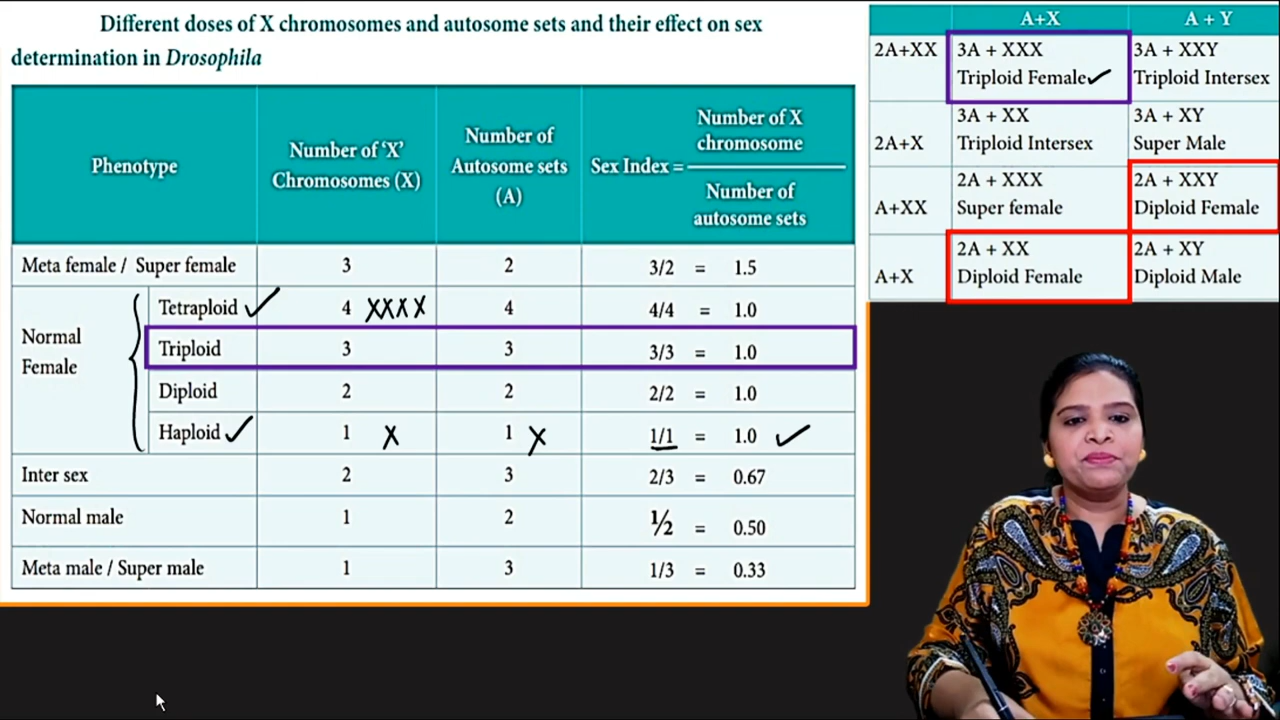 Different doses of X chromosomes and autosome sets and their effect on sex
determination in Drosophila
Phenotype
Number of ‘X’
Chromosomes (X)
Number of
Autosome sets
(A)
Sex Index =
Number of X
chromosome
Number of
autosome sets
Meta female / Super female 3 2 3/2 = 1.5
Normal
Female
Tetraploid ✓ 4 XXXX 4 4/4 = 1.0
Triploid 3 3 3/3 = 1.0
Diploid 2 2 2/2 = 1.0
Haploid ✓ 1 X 1 X 1/1 = 1.0 ✓
Inter sex 2 3 2/3 = 0.67
Normal male 1 2 ½ = 0.50
Meta male / Super male 1 3 1/3 = 0.33
A+X A + Y
2A+XX
3A + XXX
Triploid Female ✓
3A + XXY
Triploid Intersex
2A+X
3A + XX
Triploid Intersex
3A + XY
Super Male
A+XX
2A + XXX
Super female
2A + XXY
Diploid Female
A+X
2A + XX
Diploid Female
2A + XY
Diploid Male